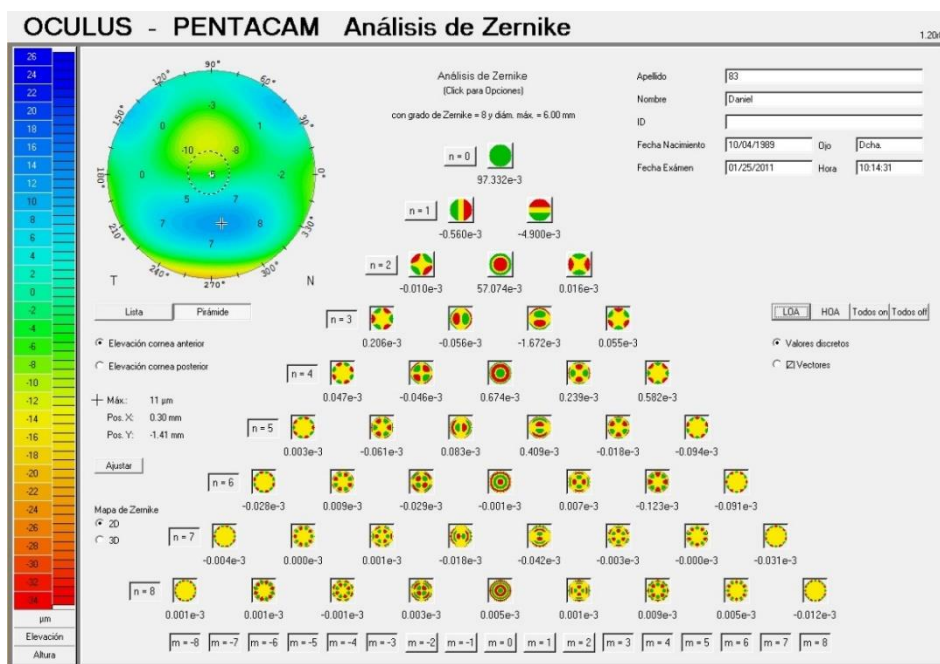 OCULUS - PENTACAM Análisis de Zernike
26
24
22
20
18
16
14
12
10
8
6
4
2
0
-2
-4
-6
-8
-10
-12
-14
-16
-18
-20
-22
-24
-26
-28
-30
-32
-34
µm
Elevación
Altura
90°
120° 60°
150° 30°
180° 0°
210° 330°
240° 300°
270°
T N
-3
0 1
-10 -8
0 -2
5 7
7 8
7
Análisis de Zernike
(Click para Opciones)
con grado de Zernike = 8 y diám. máx. = 6.00 mm
Apellido 83
Nombre Daniel
ID
Fecha Nacimiento 10/04/1989 Ojo Dcha.
Fecha Exámen 01/25/2011 Hora 10:14:31
n = 0
97.332e-3
n = 1
-0.560e-3 -4.900e-3
n = 2
-0.010e-3 57.074e-3 0.016e-3
Lista Pirámide
LOA HOA Todos on Todos off
n = 3
0.206e-3 -0.056e-3 -1.672e-3 0.055e-3
Elevación cornea anterior
Elevación cornea posterior
Valores discretos
Vectores
n = 4
0.047e-3 -0.046e-3 0.674e-3 0.239e-3 0.582e-3
Máx.: 11 µm
Pos. X: 0.30 mm
Pos. Y: -1.41 mm
n = 5
0.003e-3 -0.061e-3 0.083e-3 0.409e-3 -0.018e-3 -0.094e-3
Ajustar
n = 6
-0.028e-3 0.009e-3 -0.029e-3 -0.001e-3 0.007e-3 -0.123e-3 -0.091e-3
Mapa de Zernike
2D
3D
n = 7
-0.004e-3 0.000e-3 0.001e-3 -0.018e-3 -0.042e-3 -0.003e-3 -0.000e-3 -0.031e-3
n = 8
0.001e-3 0.001e-3 -0.001e-3 0.003e-3 0.005e-3 0.001e-3 0.009e-3 0.005e-3 -0.012e-3
m = -8 m = -7 m = -6 m = -5 m = -4 m = -3 m = -2 m = -1 m = 0 m = 1 m = 2 m = 3 m = 4 m = 5 m = 6 m = 7 m = 8